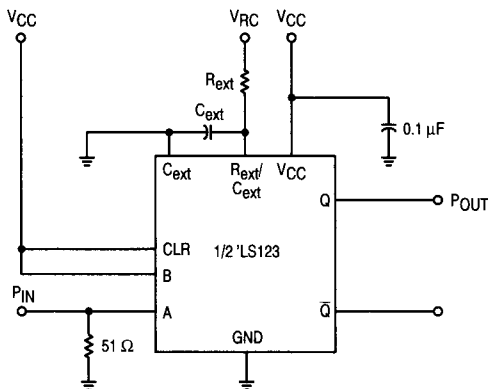 VCC
VRC
VCC
Rext
Cext
0.1 μF
Cext
Rext/
Cext
VCC
Q
POUT
CLR
1/2 'LS123
B
PIN
A
Q̅
51 Ω
GND